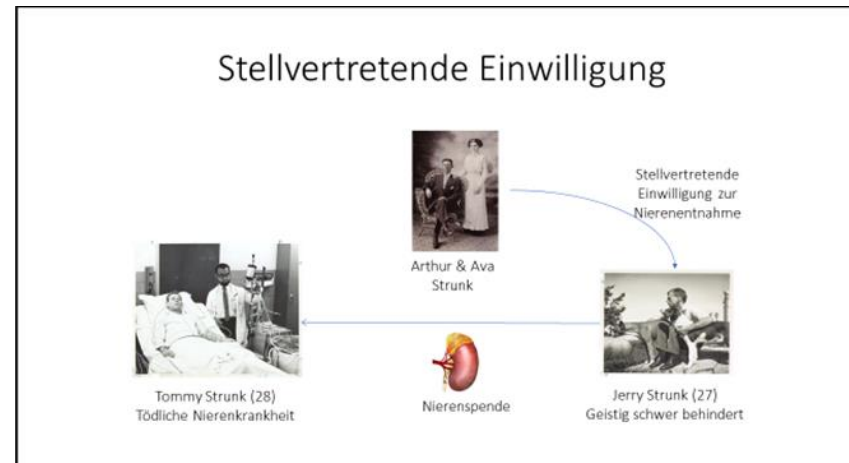 Stellvertretende Einwilligung
Stellvertretende
Einwilligung zur
Nierenentnahme
Arthur & Ava
Strunk
Tommy Strunk (28)
Tödliche Nierenkrankheit
Nierenspende
Jerry Strunk (27)
Geistig schwer behindert